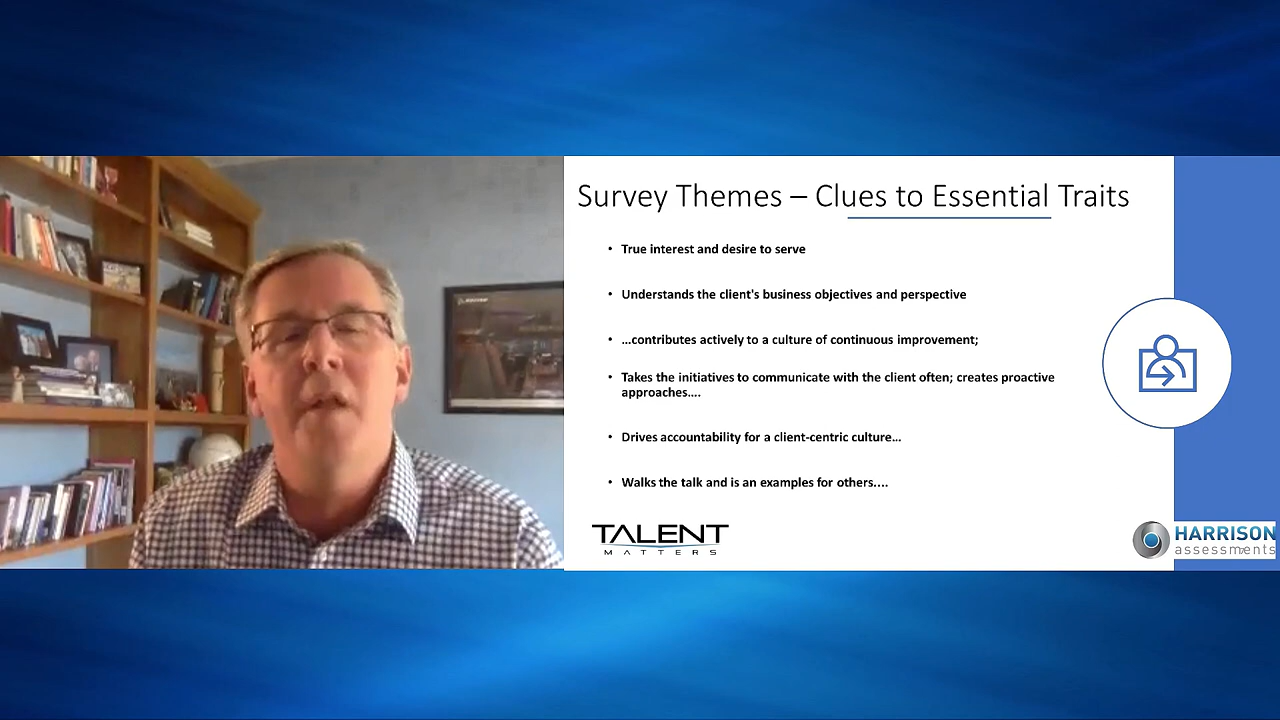 Survey Themes – Clues to Essential Traits
• True interest and desire to serve
• Understands the client's business objectives and perspective
• …contributes actively to a culture of continuous improvement;
• Takes the initiatives to communicate with the client often; creates proactive
approaches….
• Drives accountability for a client-centric culture…
• Walks the talk and is an examples for others….
TALENT
MATTERS
HARRISON
assessments